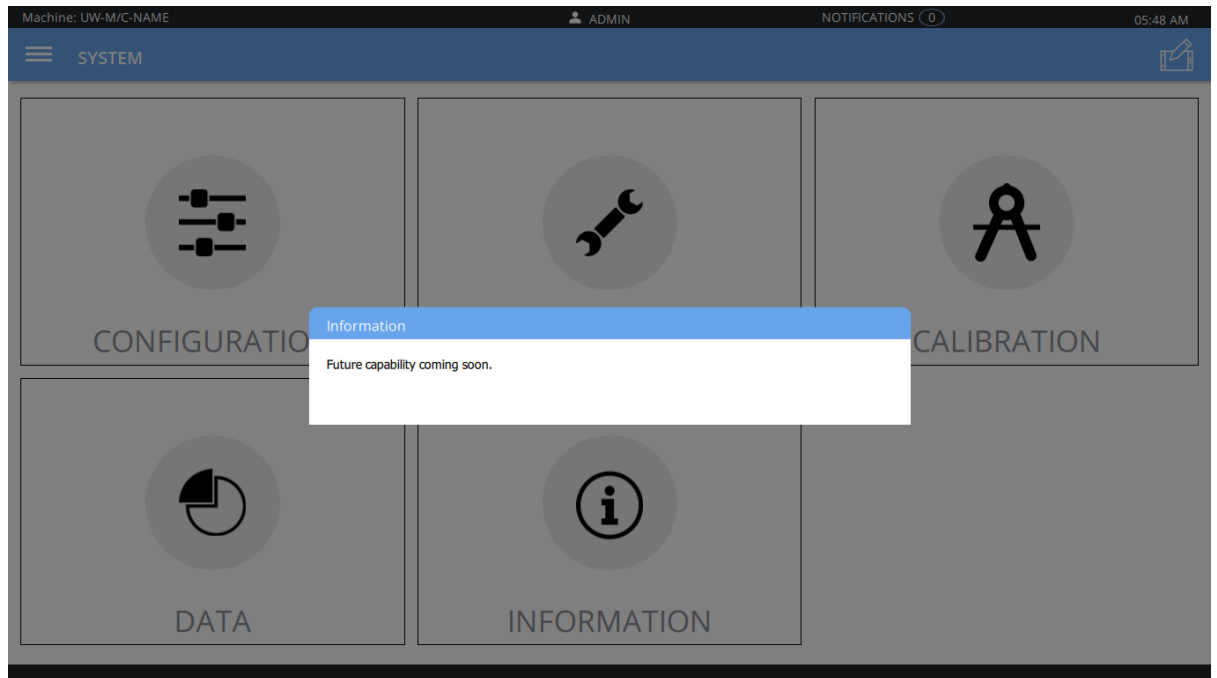 Machine: UW-M/C-NAME ADMIN NOTIFICATIONS 0 05:48 AM
SYSTEM
CONFIGURATIO
CALIBRATION
Information
Future capability coming soon.
DATA
INFORMATION